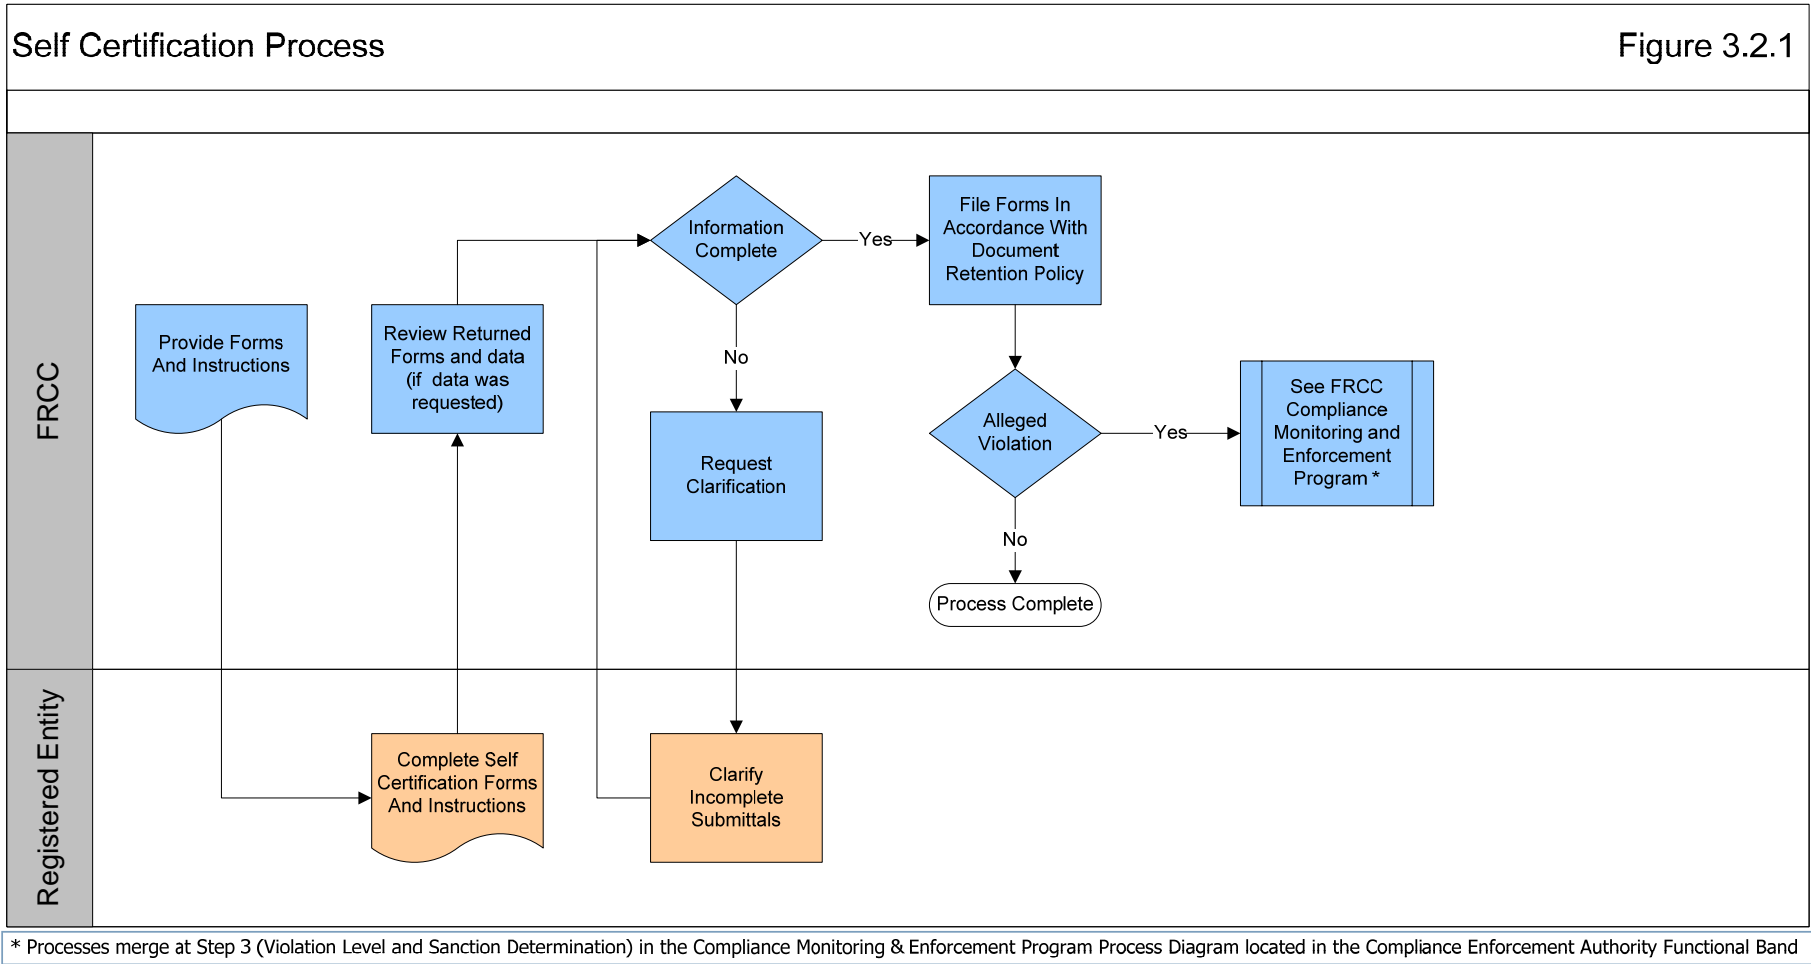 Self Certification Process
Figure 3.2.1
FRCC
Provide Forms
And Instructions
Review Returned
Forms and data
(if data was
requested)
Information
Complete
Yes
No
File Forms In
Accordance With
Document
Retention Policy
Request
Clarification
Alleged
Violation
Yes
No
See FRCC
Compliance
Monitoring and
Enforcement
Program *
Process Complete
Registered Entity
Complete Self
Certification Forms
And Instructions
Clarify
Incomplete
Submittals
* Processes merge at Step 3 (Violation Level and Sanction Determination) in the Compliance Monitoring & Enforcement Program Process Diagram located in the Compliance Enforcement Authority Functional Band